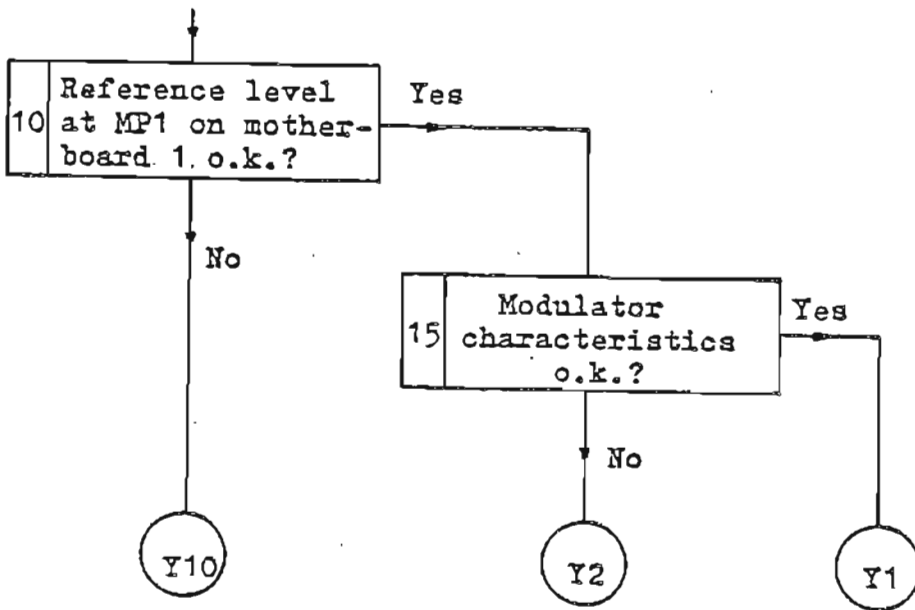 10
Reference level
at MP1 on mother-
board 1. o.k.?
Yes
No
15
Modulator
characteristics
o.k.?
Yes
No
Y10
Y2
Y1